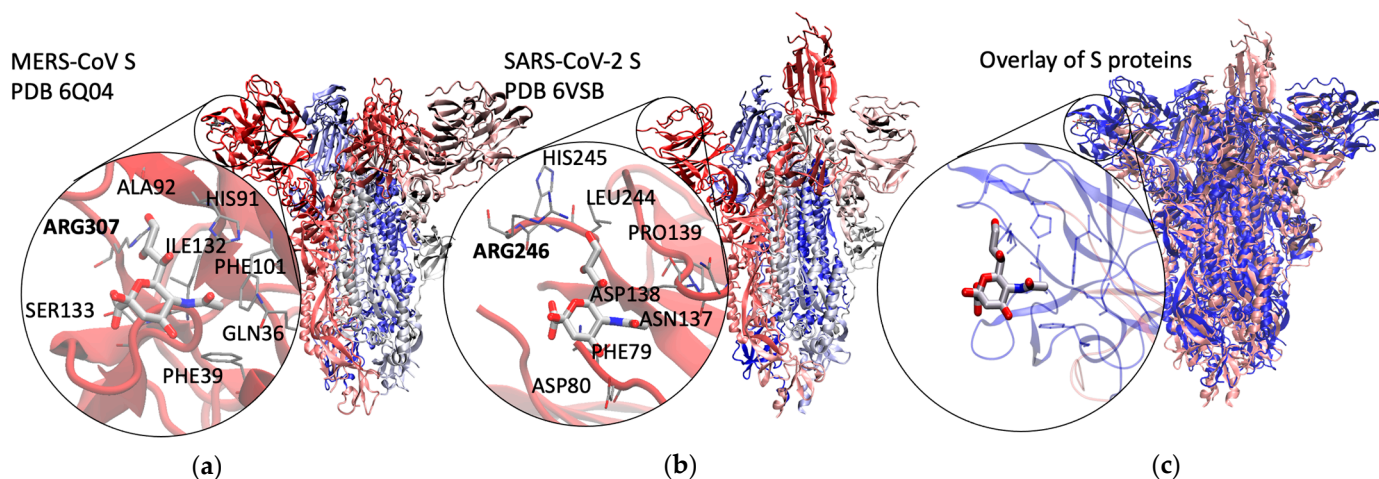 MERS-CoV S
PDB 6Q04
ALA92
HIS91
ARG307
ILE132
PHE101
SER133
GLN36
PHE39
(a)
SARS-CoV-2 S
PDB 6VSB
HIS245
LEU244
PRO139
ARG246
ASP138
ASN137
PHE79
ASP80
(b)
Overlay of S proteins
(c)